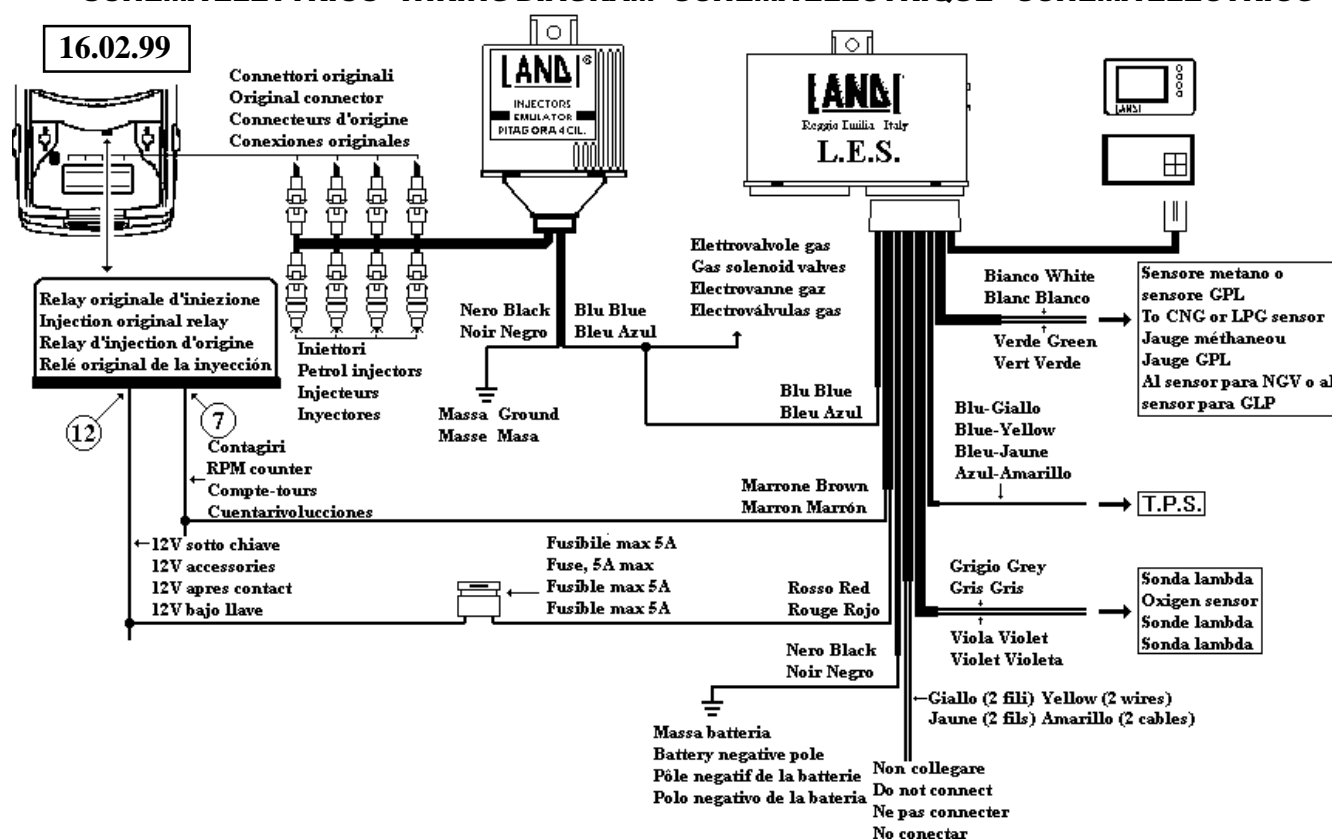 16.02.99
Connettori originali
Original connector
Connecteurs d'origine
Conexiones originales
LANDI®
INJECTORS
EMULATOR
PITAGORA 4 CIL.
LANDI
Reggio Emilia Italy
L.E.S.
LANDI
Relay originale d'iniezione
Injection original relay
Relay d'injection d'origine
Relé original de la inyección
Iniettori
Petrol injectors
Injecteurs
Inyectores
Nero Black
Noir Negro
Blu Blue
Bleu Azul
Massa Ground
Masse Masa
Elettrovalvole gas
Gas solenoid valves
Electrovanne gaz
Electroválvulas gas
Blu Blue
Bleu Azul
Bianco White
Blanc Blanco
Verde Green
Vert Verde
Sensore metano o
sensore GPL
To CNG or LPG sensor
Jauge méthaneou
Jauge GPL
Al sensor para NGV o al
sensor para GLP
Blu-Giallo
Blue-Yellow
Bleu-Jaune
Azul-Amarillo
T.P.S.
12
7
Contagiri
RPM counter
Compte-tours
Cuentarivolucciones
Marrone Brown
Marron Marrón
12V sotto chiave
12V accessories
12V apres contact
12V bajo llave
Fusibile max 5A
Fuse, 5A max
Fusible max 5A
Fusible max 5A
Rosso Red
Rouge Rojo
Grigio Grey
Gris Gris
Viola Violet
Violet Violeta
Sonda lambda
Oxigen sensor
Sonde lambda
Sonda lambda
Nero Black
Noir Negro
Massa batteria
Battery negative pole
Pôle negatif de la batterie
Polo negativo de la bateria
Giallo (2 fili) Yellow (2 wires)
Jaune (2 fils) Amarillo (2 cables)
Non collegare
Do not connect
Ne pas connecter
No conectar